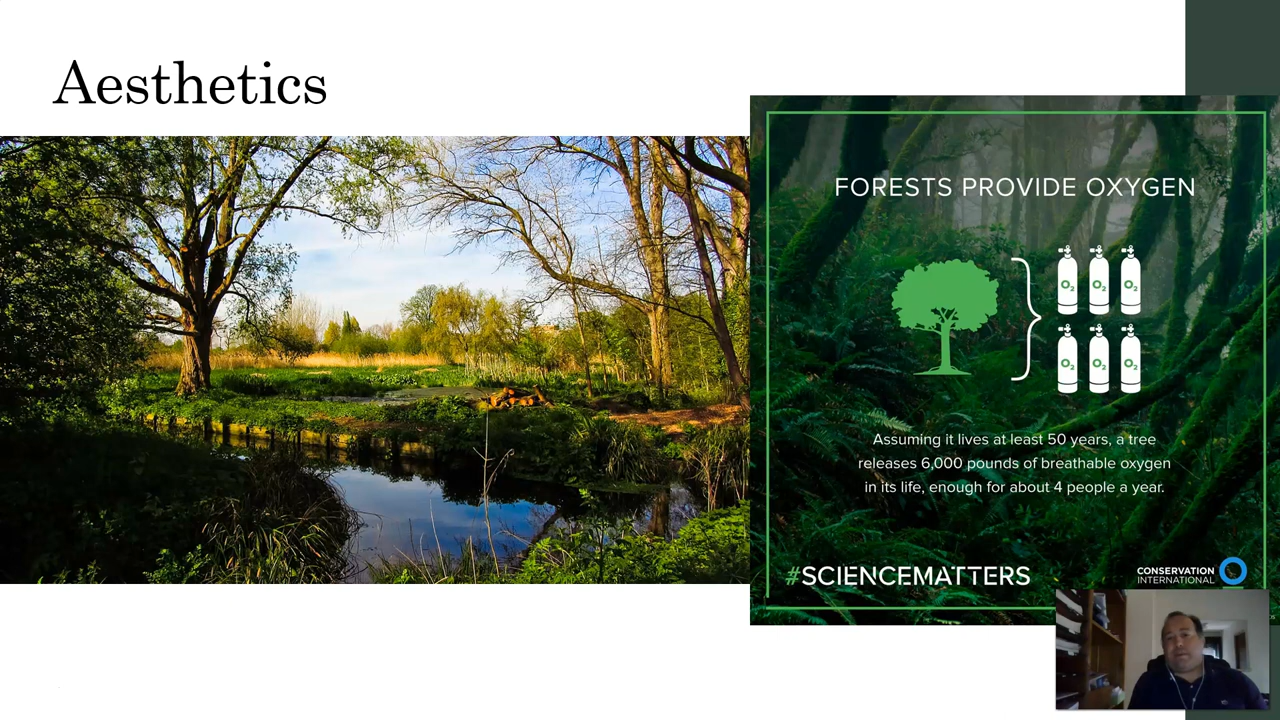 Aesthetics
FORESTS PROVIDE OXYGEN
O₂ O₂ O₂
O₂ O₂ O₂
Assuming it lives at least 50 years, a tree
releases 6,000 pounds of breathable oxygen
in its life, enough for about 4 people a year.
#SCIENCEMATTERS
CONSERVATION
INTERNATIONAL